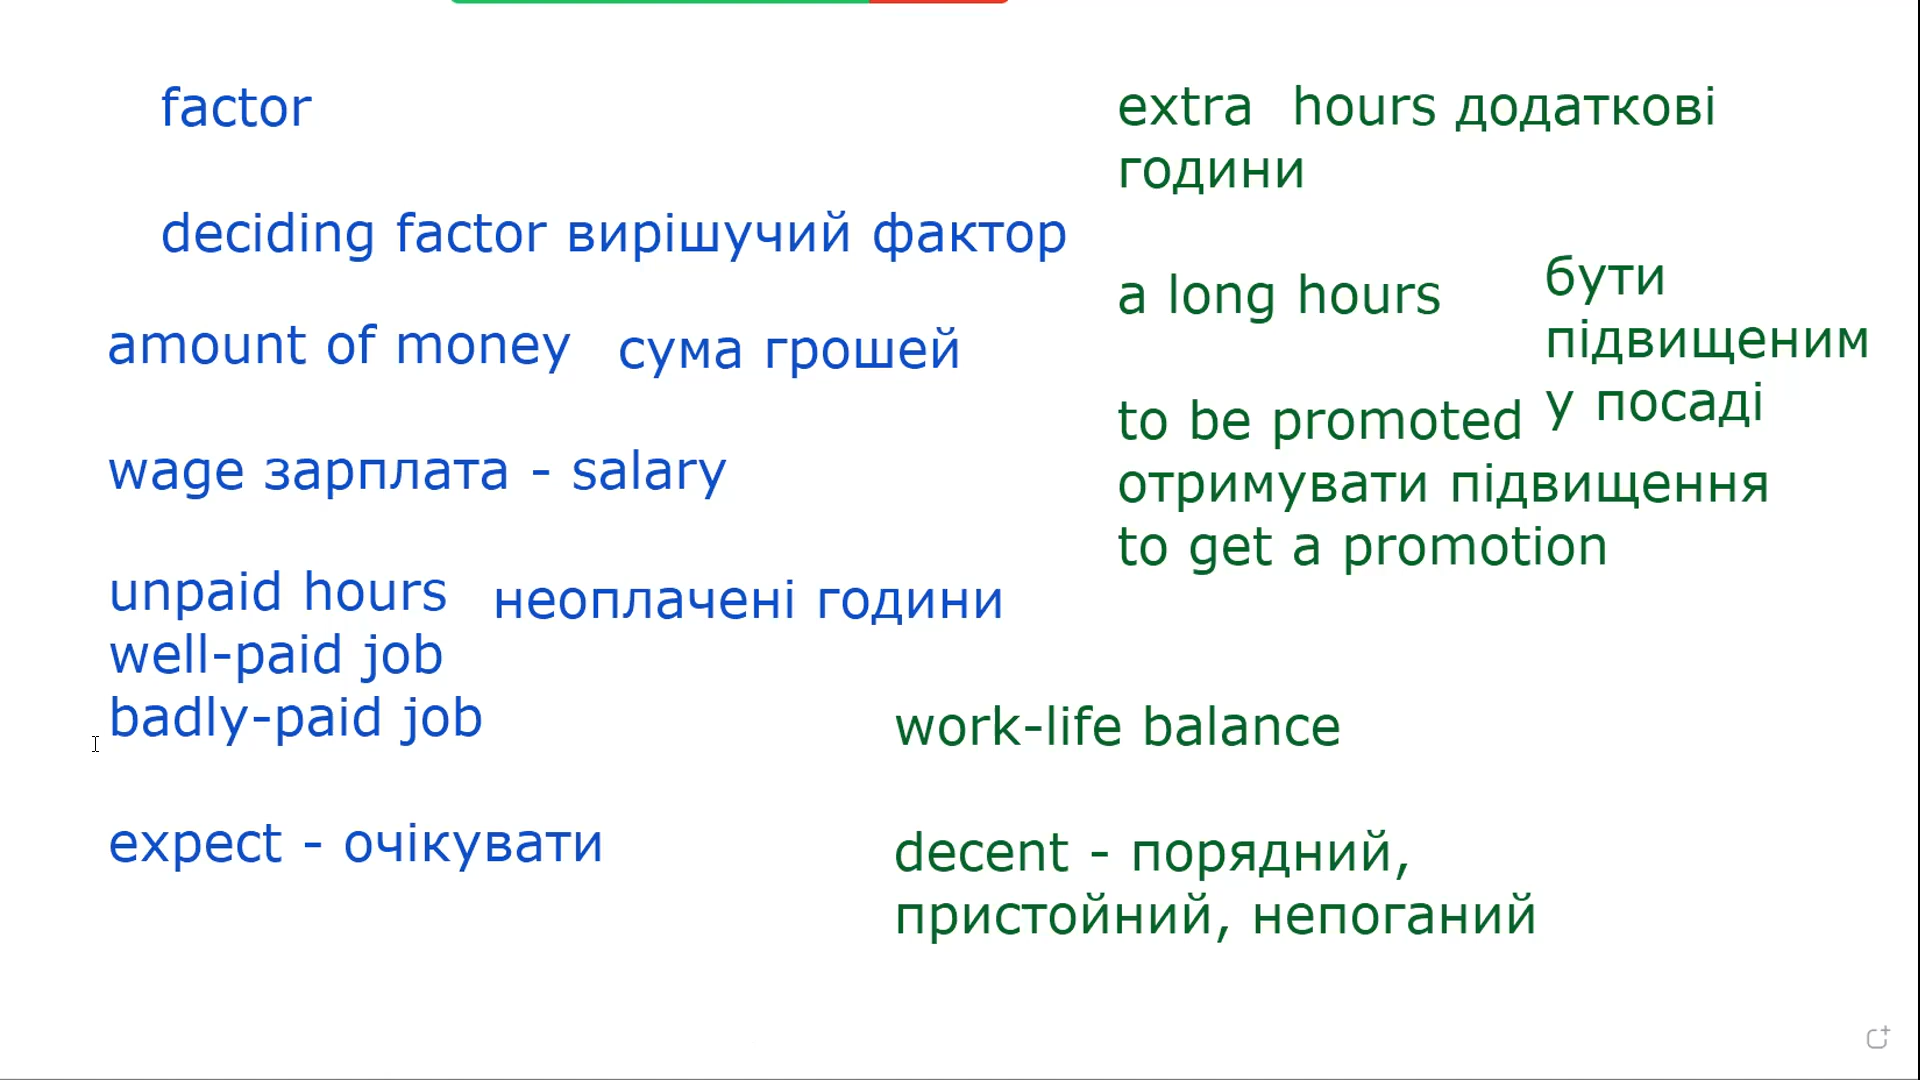 factor
deciding factor вирішучий фактор
amount of money сума грошей
wage зарплата - salary
unpaid hours неоплачені години
well-paid job
badly-paid job
expect - очікувати
extra hours додаткові
години
a long hours
бути
підвищеним
у посаді
to be promoted
отримувати підвищення
to get a promotion
work-life balance
decent - порядний,
пристойний, непоганий